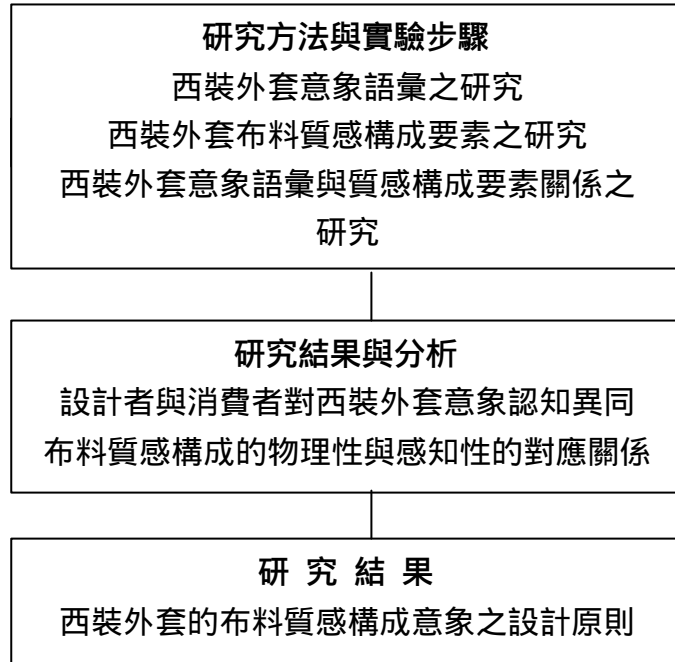 研究方法與實驗步驟
西裝外套意象語彙之研究
西裝外套布料質感構成要素之研究
西裝外套意象語彙與質感構成要素關係之
研究
研究結果與分析
設計者與消費者對西裝外套意象認知異同
布料質感構成的物理性與感知性的對應關係
研 究 結 果
西裝外套的布料質感構成意象之設計原則